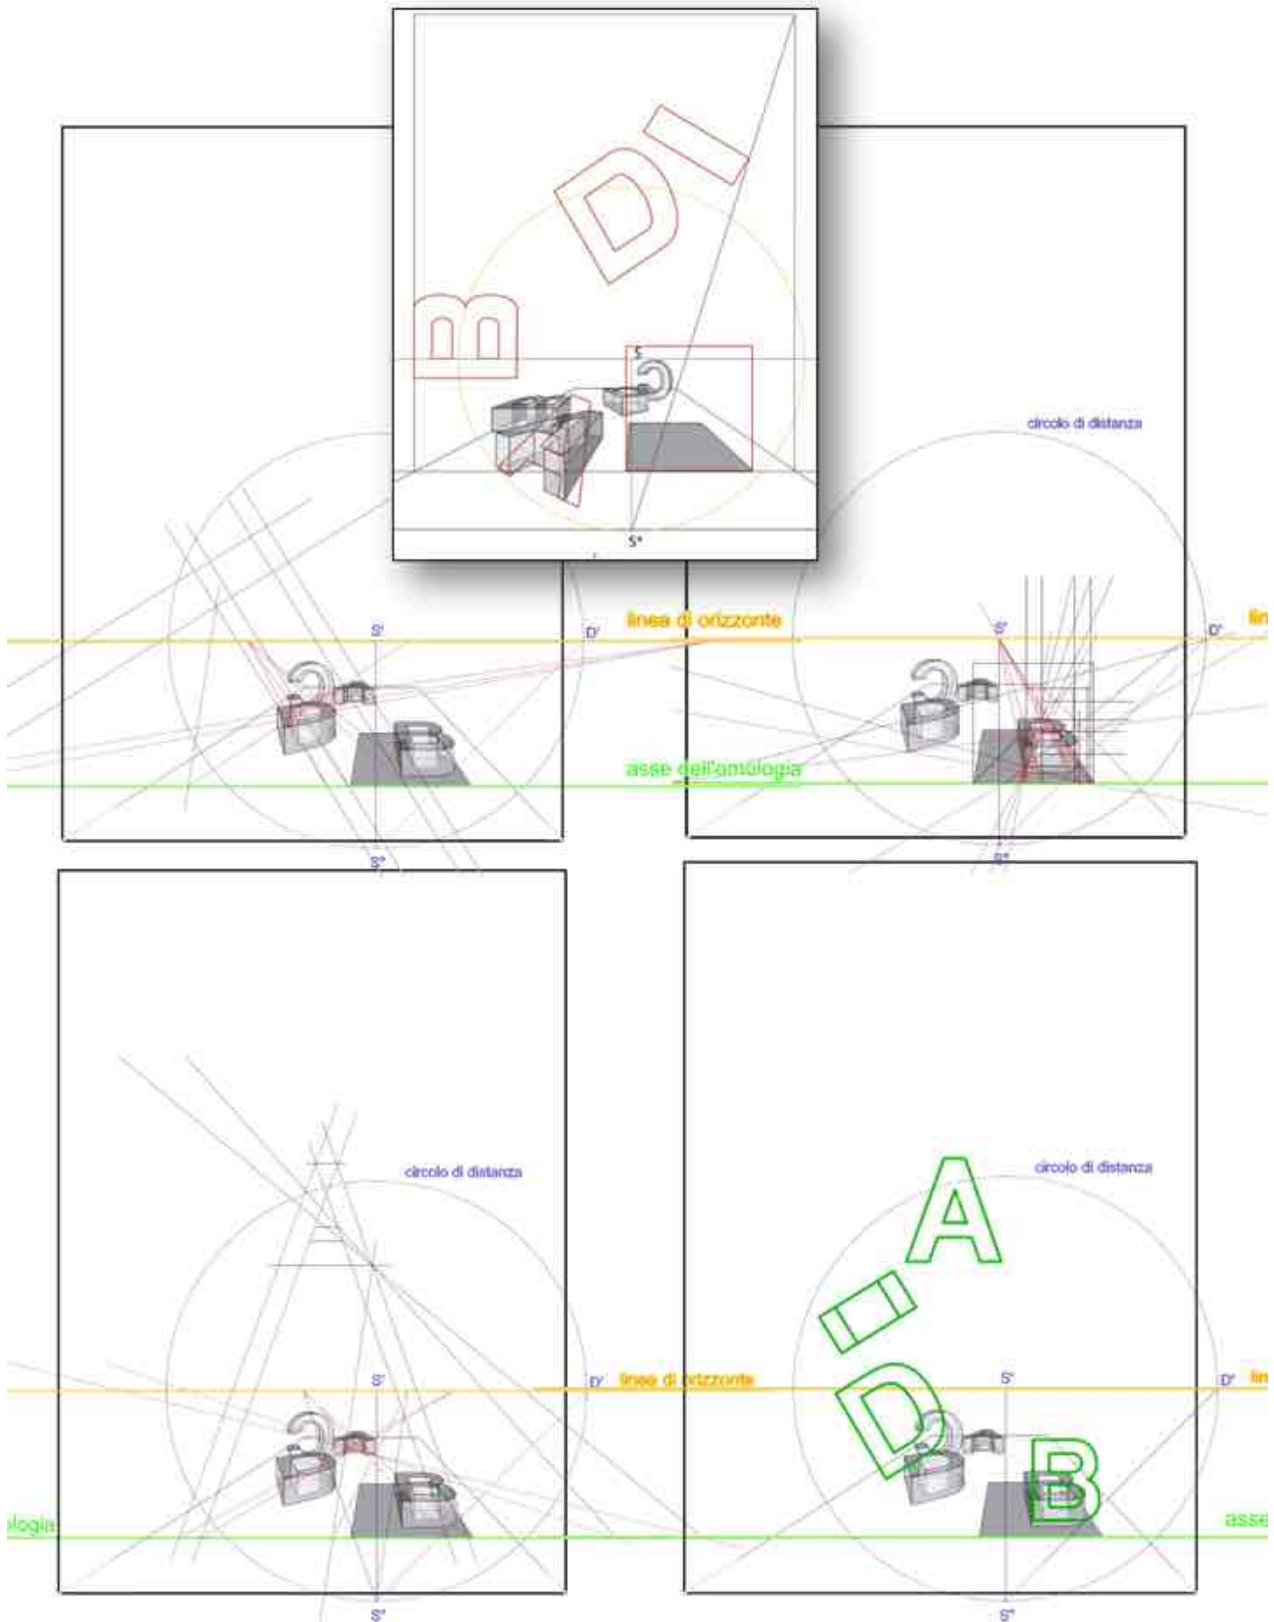 B D I
S
A
S*
circolo di distanza
S' D' linea di orizzonte S' D' lin
asse dell'omologia
S* S*
circolo di distanza circolo di distanza
A
I
D
S' D' linea di orizzonte S' D' lin
B
ologia asse
S* S*